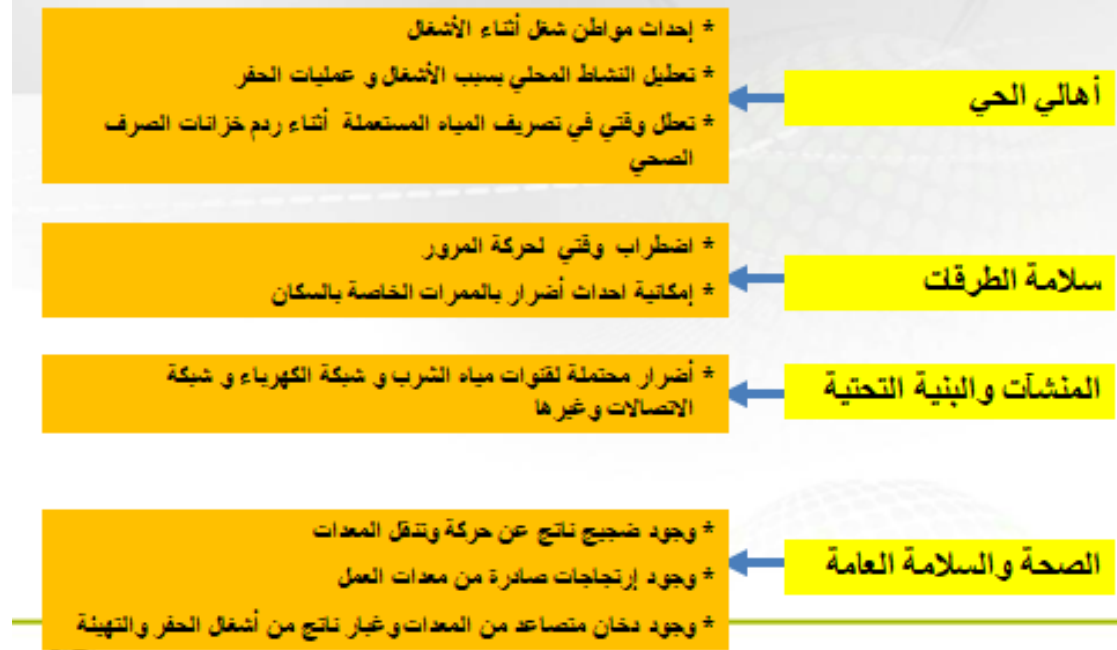 أهالي الحي
* إحداث مواطن شغل أثناء الأشغال
* تعطيل النشاط المحلي بسبب الأشغال و عمليات الحفر
* تعطل وقتي في تصريف المياه المستعملة أثناء ردم خزانات الصرف
الصحي
سلامة الطرقات
* اضطراب وقتي لحركة المرور
* إمكانية احداث أضرار بالممرات الخاصة بالسكان
المنشآت والبنية التحتية
* أضرار محتملة لقنوات مياه الشرب و شبكة الكهرباء و شبكة
الاتصالات وغيرها
الصحة والسلامة العامة
* وجود ضجيج ناتج عن حركة وتنقل المعدات
* وجود إرتجاجات صادرة من معدات العمل
* وجود دخان متصاعد من المعدات وغبار ناتج من أشغال الحفر والتهيئة